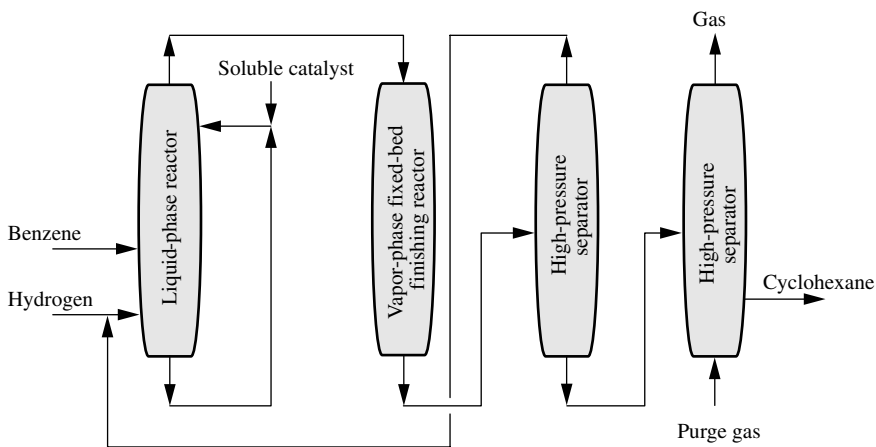 Gas
Soluble catalyst
Liquid-phase reactor
Vapor-phase fixed-bed
finishing reactor
High-pressure
separator
High-pressure
separator
Benzene
Hydrogen
Cyclohexane
Purge gas